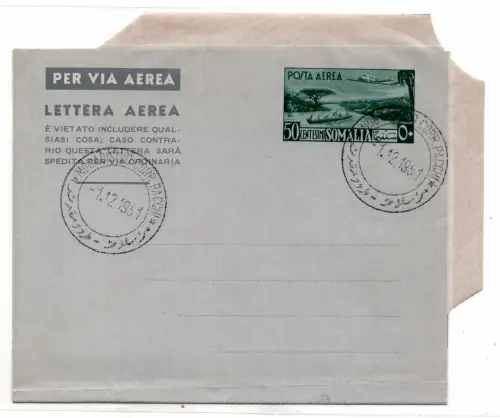 PER VIA AEREA
LETTERA AEREA
È VIETATO INCLUDERE QUAL-
SIASI COSA; CASO CONTRA-
RIO QUESTA LETTERA SARÀ
SPEDITA PER VIA ORDINARIA
POSTA AEREA
50 CENTESIMI SOMALIA
-1.12.1951
-1.12.1951